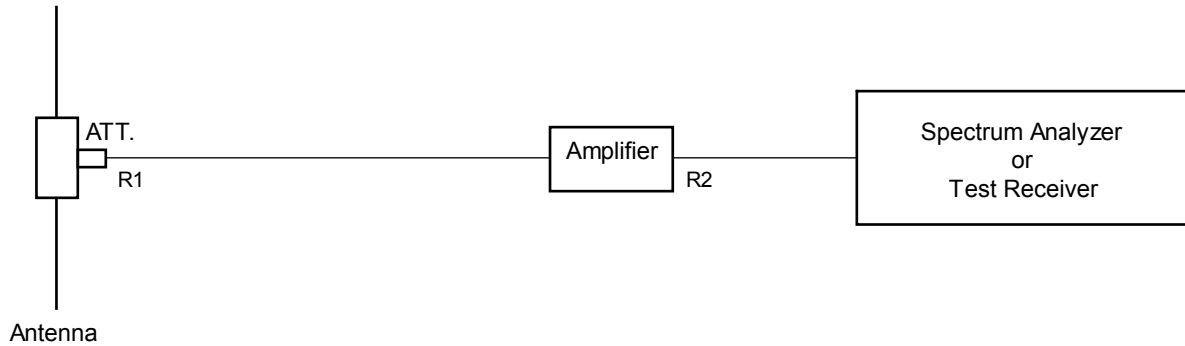 ATT.
R1
Amplifier
R2
Spectrum Analyzer
or
Test Receiver
Antenna